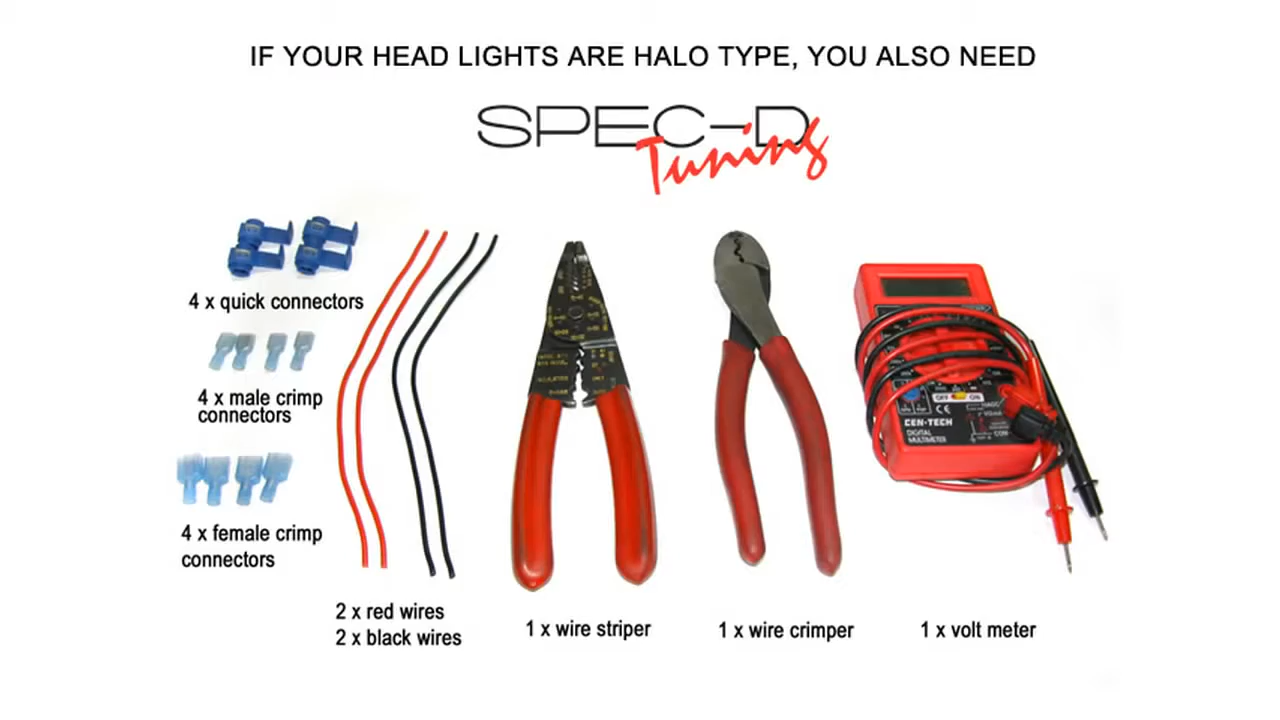 IF YOUR HEAD LIGHTS ARE HALO TYPE, YOU ALSO NEED
SPEC-D
Tuning
4 x quick connectors
4 x male crimp
connectors
4 x female crimp
connectors
2 x red wires
2 x black wires
1 x wire striper
1 x wire crimper
1 x volt meter
OFF
ON
CE
CEN-TECH
DIGITAL
MULTIMETER
COM